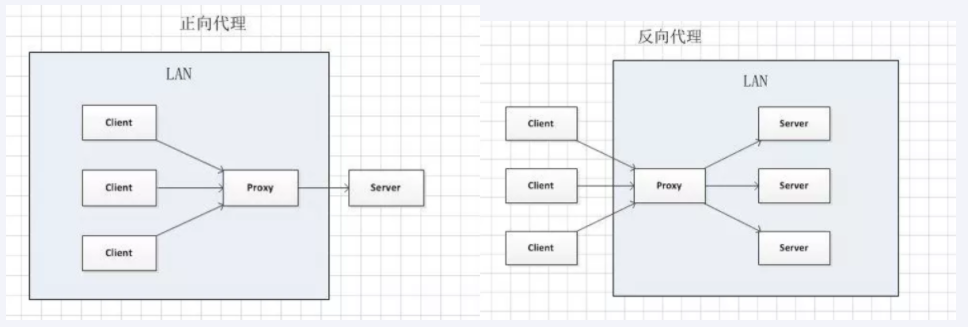 正向代理
LAN
Client
Client
Proxy
Server
Client
反向代理
LAN
Client
Server
Client
Proxy
Server
Client
Server